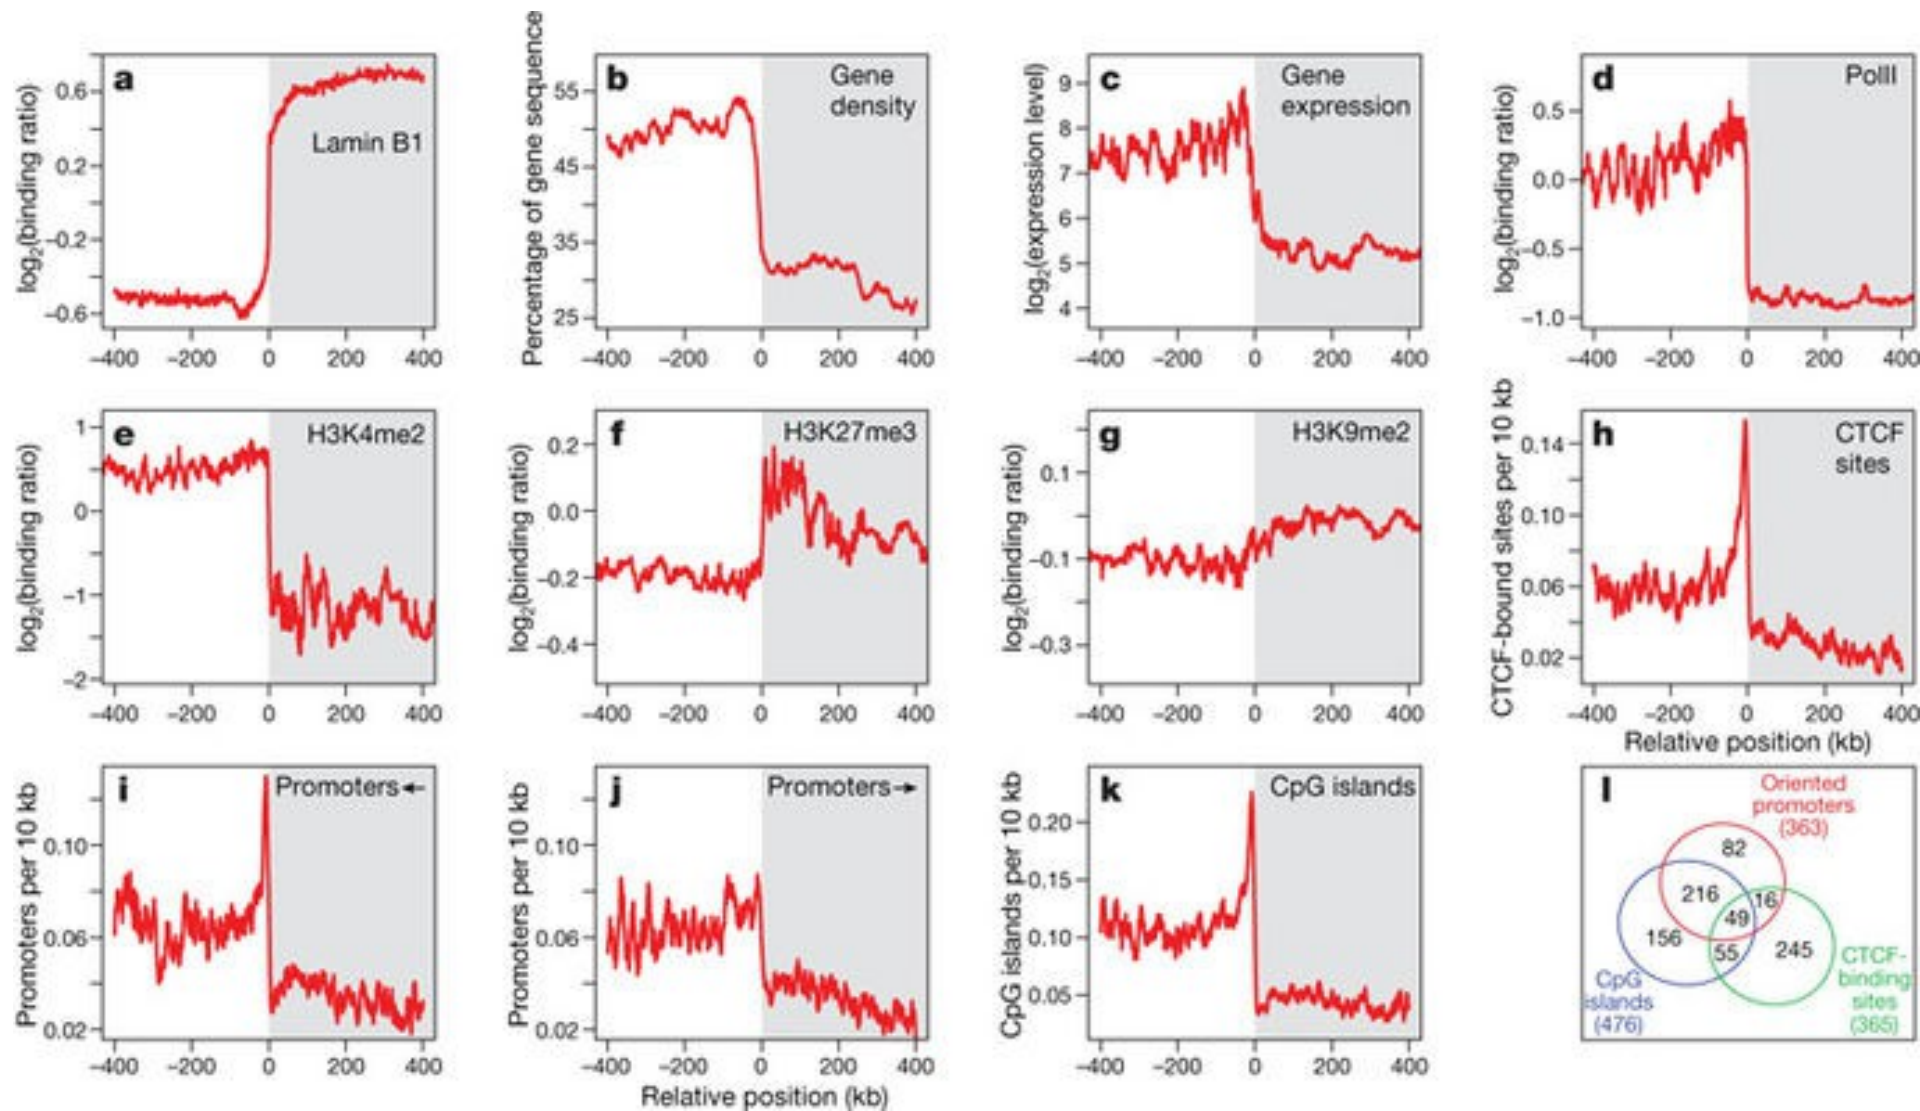 a
Lamin B1
log2(binding ratio)
0.6
0.2
−0.2
−0.6
−400 −200 0 200 400
b
Gene
density
Percentage of gene sequence
55
45
35
25
−400 −200 0 200 400
c
Gene
expression
log2(expression level)
9
8
7
6
5
4
−400 −200 0 200 400
d
PolII
log2(binding ratio)
0.5
0.0
−0.5
−1.0
−400 −200 0 200 400
e
H3K4me2
log2(binding ratio)
1
0
−1
−2
−400 −200 0 200 400
f
H3K27me3
log2(binding ratio)
0.2
0.0
−0.2
−0.4
−400 −200 0 200 400
g
H3K9me2
log2(binding ratio)
0.1
−0.1
−0.3
−400 −200 0 200 400
h
CTCF
sites
CTCF-bound sites per 10 kb
0.14
0.10
0.06
0.02
−400 −200 0 200 400
Relative position (kb)
i
Promoters←
Promoters per 10 kb
0.10
0.06
0.02
−400 −200 0 200 400
j
Promoters→
Promoters per 10 kb
0.10
0.06
0.02
−400 −200 0 200 400
Relative position (kb)
k
CpG islands
CpG islands per 10 kb
0.20
0.15
0.10
0.05
−400 −200 0 200 400
l
Oriented
promoters
(363)
82
216
16
49
156
55
245
CpG
islands
(476)
CTCF-
binding
sites
(365)